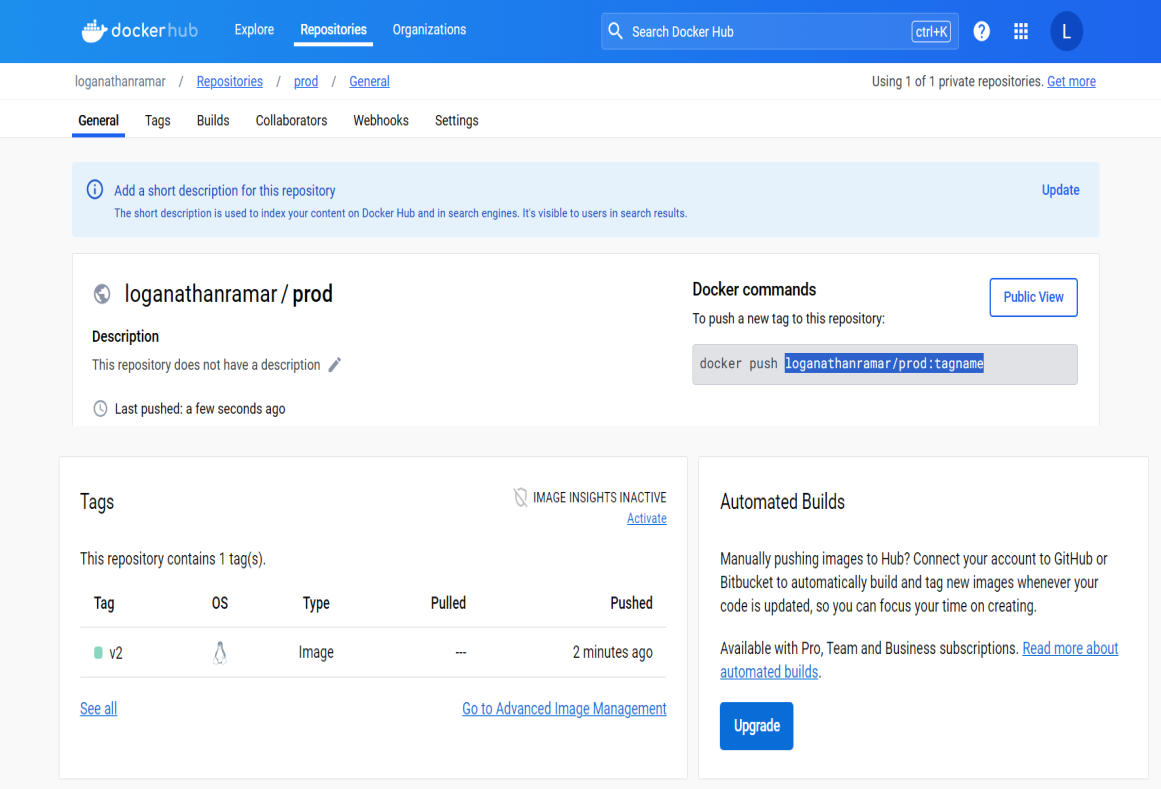 dockerhub Explore Repositories Organizations Search Docker Hub ctrl+K ? L
loganathanramar / Repositories / prod / General Using 1 of 1 private repositories. Get more
General Tags Builds Collaborators Webhooks Settings
Add a short description for this repository Update
The short description is used to index your content on Docker Hub and in search engines. It's visible to users in search results.
loganathanramar / prod
Description
This repository does not have a description
Last pushed: a few seconds ago
Docker commands Public View
To push a new tag to this repository:
docker push loganathanramar/prod:tagname
Tags IMAGE INSIGHTS INACTIVE
Activate
This repository contains 1 tag(s).
Tag OS Type Pulled Pushed
v2 Image --- 2 minutes ago
See all Go to Advanced Image Management
Automated Builds
Manually pushing images to Hub? Connect your account to GitHub or
Bitbucket to automatically build and tag new images whenever your
code is updated, so you can focus your time on creating.
Available with Pro, Team and Business subscriptions. Read more about
automated builds.
Upgrade